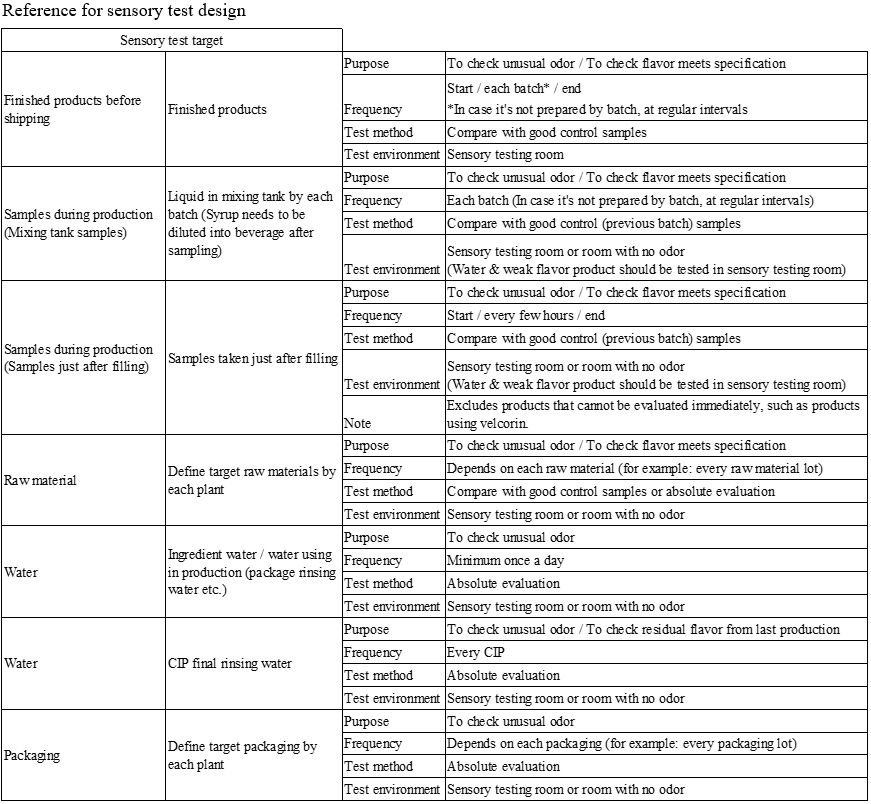 Reference for sensory test design
Sensory test target
Finished products before
shipping
Finished products
Purpose
To check unusual odor / To check flavor meets specification
Frequency
Start / each batch* / end
*In case it's not prepared by batch, at regular intervals
Test method
Compare with good control samples
Test environment
Sensory testing room
Samples during production
(Mixing tank samples)
Liquid in mixing tank by each
batch (Syrup needs to be
diluted into beverage after
sampling)
Purpose
To check unusual odor / To check flavor meets specification
Frequency
Each batch (In case it's not prepared by batch, at regular intervals)
Test method
Compare with good control (previous batch) samples
Test environment
Sensory testing room or room with no odor
(Water & weak flavor product should be tested in sensory testing room)
Samples during production
(Samples just after filling)
Samples taken just after filling
Purpose
To check unusual odor / To check flavor meets specification
Frequency
Start / every few hours / end
Test method
Compare with good control (previous batch) samples
Test environment
Sensory testing room or room with no odor
(Water & weak flavor product should be tested in sensory testing room)
Note
Excludes products that cannot be evaluated immediately, such as products
using velcorin.
Raw material
Define target raw materials by
each plant
Purpose
To check unusual odor / To check flavor meets specification
Frequency
Depends on each raw material (for example: every raw material lot)
Test method
Compare with good control samples or absolute evaluation
Test environment
Sensory testing room or room with no odor
Water
Ingredient water / water using
in production (package rinsing
water etc.)
Purpose
To check unusual odor
Frequency
Minimum once a day
Test method
Absolute evaluation
Test environment
Sensory testing room or room with no odor
Water
CIP final rinsing water
Purpose
To check unusual odor / To check residual flavor from last production
Frequency
Every CIP
Test method
Absolute evaluation
Test environment
Sensory testing room or room with no odor
Packaging
Define target packaging by
each plant
Purpose
To check unusual odor
Frequency
Depends on each packaging (for example: every packaging lot)
Test method
Absolute evaluation
Test environment
Sensory testing room or room with no odor